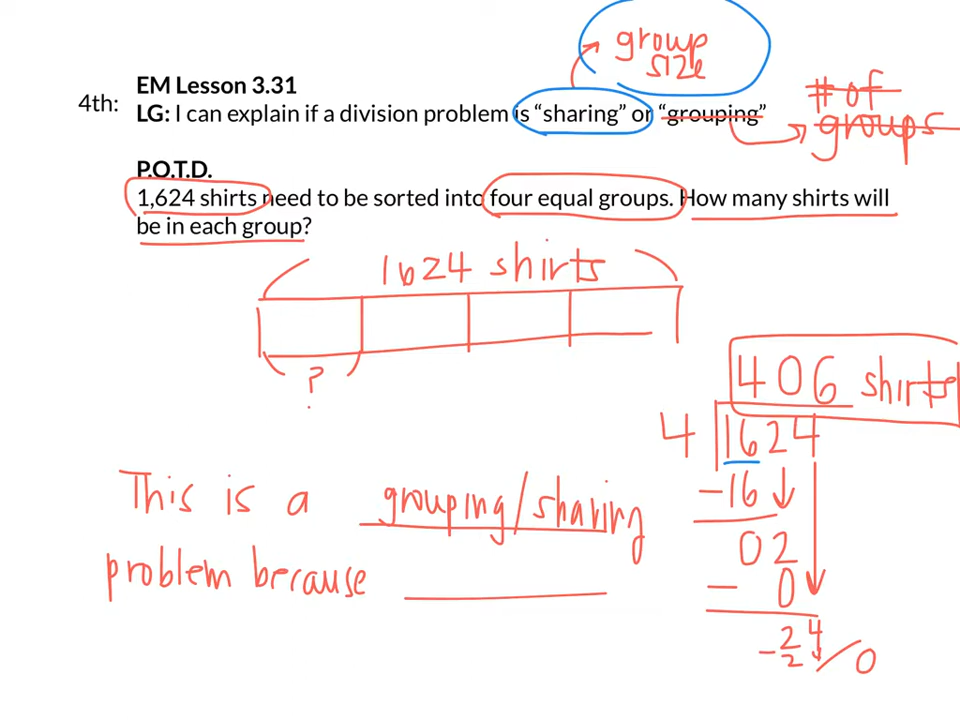 group
size
EM Lesson 3.31
4th:
LG: I can explain if a division problem is “sharing” or “grouping”
# of
groups
P.O.T.D.
1,624 shirts need to be sorted into four equal groups. How many shirts will
be in each group?
1624 shirts
?
406 shirts
4 1624
-16
02
- 0
24
-24 0
This is a grouping/sharing
problem because